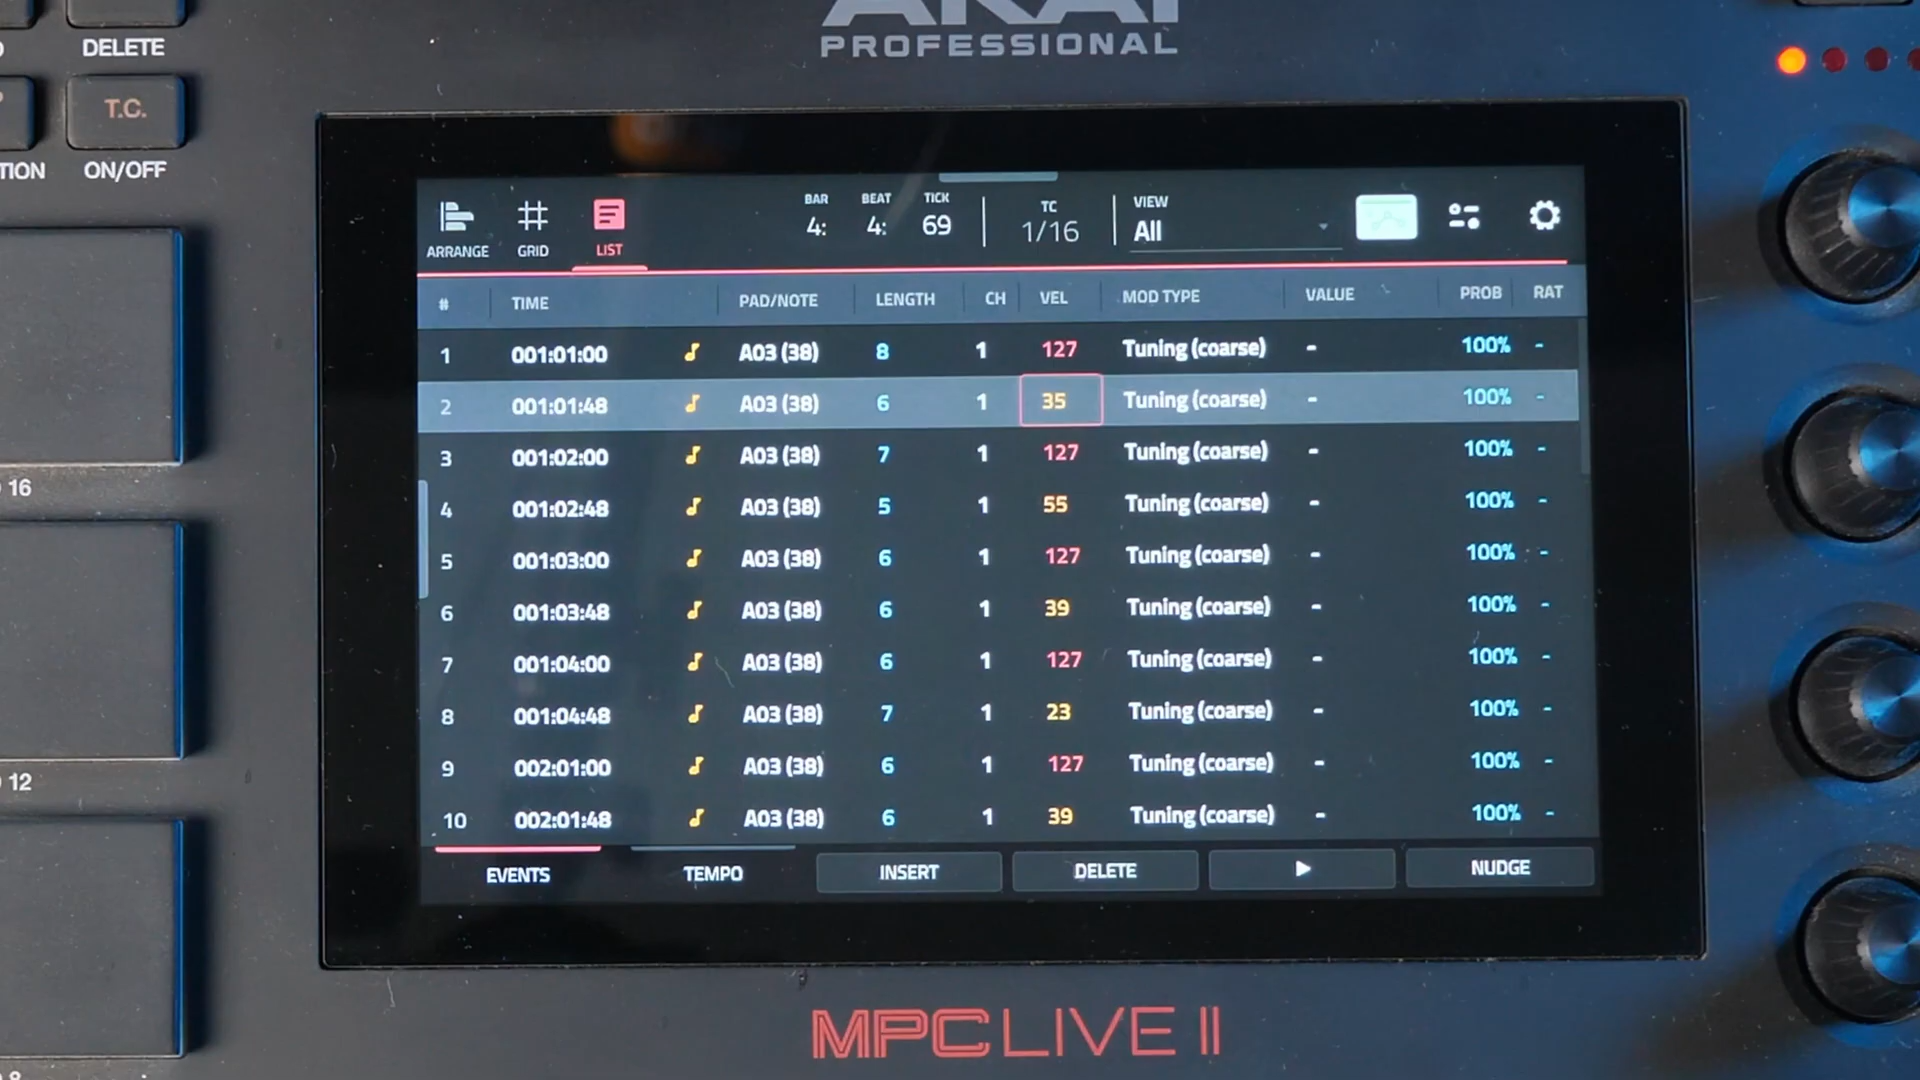 AKAI
PROFESSIONAL
DELETE
T.C.
ON/OFF
TION
16
12
ARRANGE GRID LIST
BAR BEAT TICK
4: 4: 69
TC
1/16
VIEW
All
# TIME PAD/NOTE LENGTH CH VEL MOD TYPE VALUE PROB RAT
1 001:01:00 A03 (38) 8 1 127 Tuning (coarse) - 100% -
2 001:01:48 A03 (38) 6 1 35 Tuning (coarse) - 100% -
3 001:02:00 A03 (38) 7 1 127 Tuning (coarse) - 100% -
4 001:02:48 A03 (38) 5 1 55 Tuning (coarse) - 100% -
5 001:03:00 A03 (38) 6 1 127 Tuning (coarse) - 100% -
6 001:03:48 A03 (38) 6 1 39 Tuning (coarse) - 100% -
7 001:04:00 A03 (38) 6 1 127 Tuning (coarse) - 100% -
8 001:04:48 A03 (38) 7 1 23 Tuning (coarse) - 100% -
9 002:01:00 A03 (38) 6 1 127 Tuning (coarse) - 100% -
10 002:01:48 A03 (38) 6 1 39 Tuning (coarse) - 100% -
EVENTS TEMPO INSERT DELETE NUDGE
MPC LIVE II